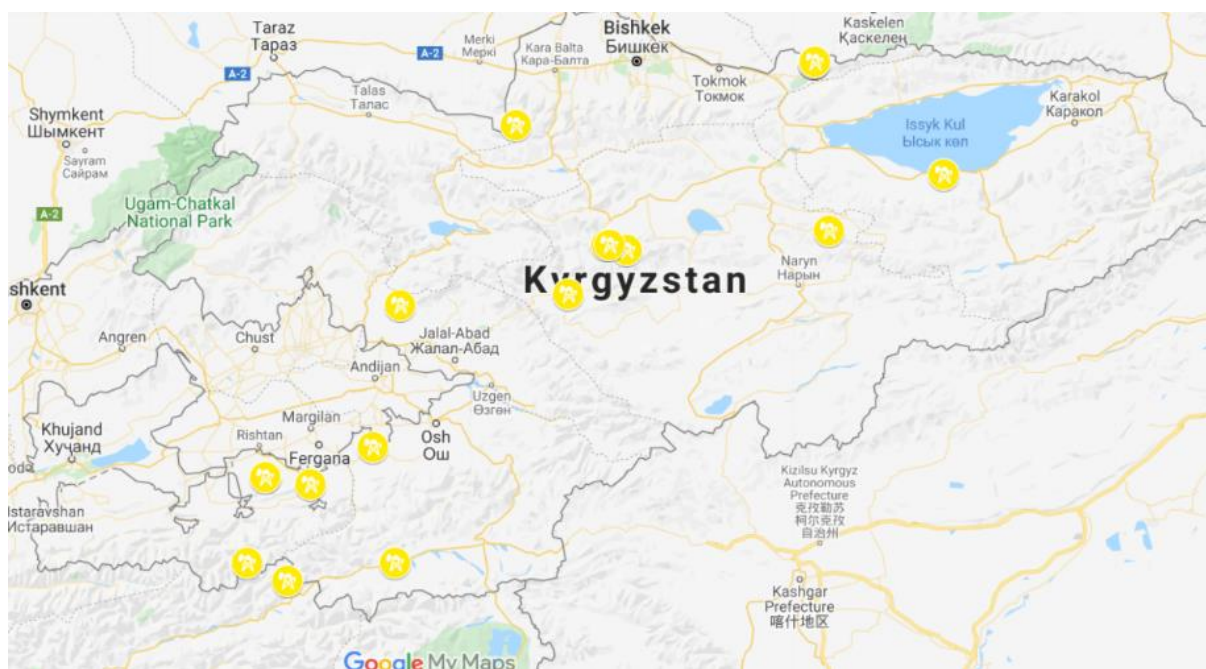 Taraz
Тараз
Merki
Меркі
Kara Balta
Кара-Балта
Bishkek
Бишкек
Kaskelen
Қаскелең
A-2
A-2
Tokmok
Токмок
Talas
Талас
Karakol
Каракол
Shymkent
Шымкент
Sayram
Сайрам
Issyk Kul
Ысык көл
Ugam-Chatkal
National Park
A-2
Naryn
Нарын
Kyrgyzstan
shkent
Angren
Chust
Jalal-Abad
Жалал-Абад
Andijan
Uzgen
Өзгөн
Margilan
Rishtan
Khujand
Хуҷанд
Fergana
Osh
Ош
Istaravshan
Истаравшан
Kizilsu Kyrgyz
Autonomous
Prefecture
克孜勒苏
柯尔克孜
自治州
Kashgar
Prefecture
喀什地区
Google My Maps